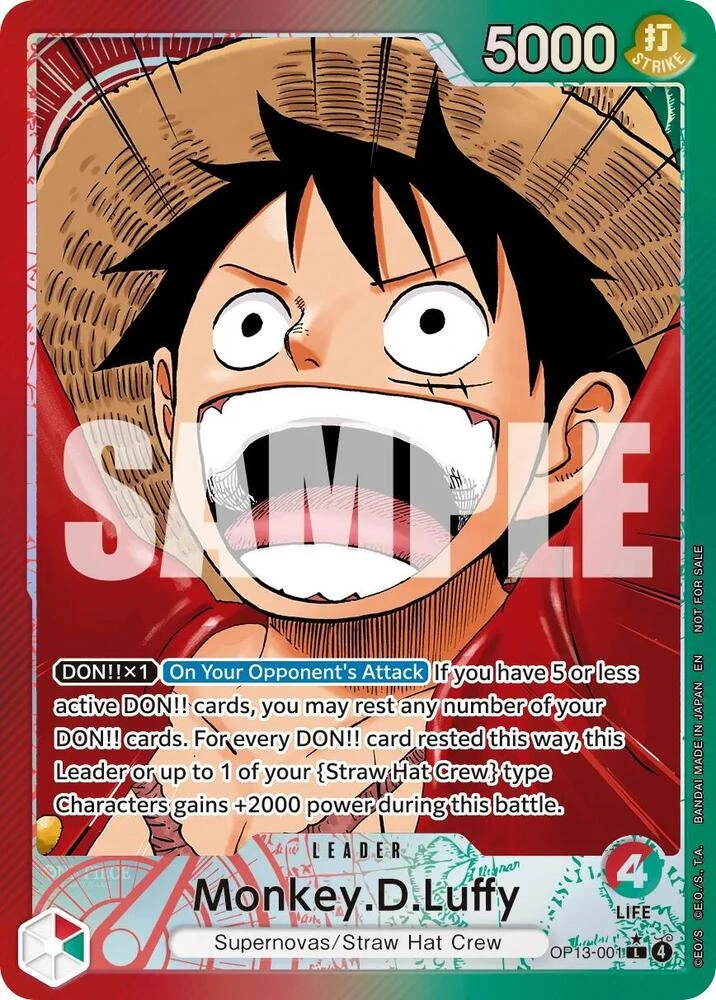 5000
打
STRIKE
SAMPLE
DON!!×1 On Your Opponent's Attack If you have 5 or less
active DON!! cards, you may rest any number of your
DON!! cards. For every DON!! card rested this way, this
Leader or up to 1 of your {Straw Hat Crew} type
Characters gains +2000 power during this battle.
LEADER
Monkey.D.Luffy
Supernovas/Straw Hat Crew
4
LIFE
OP13-001 L 4
©E.O./S ©E.O./S., T.A. BANDAI MADE IN JAPAN EN NOT FOR SALE